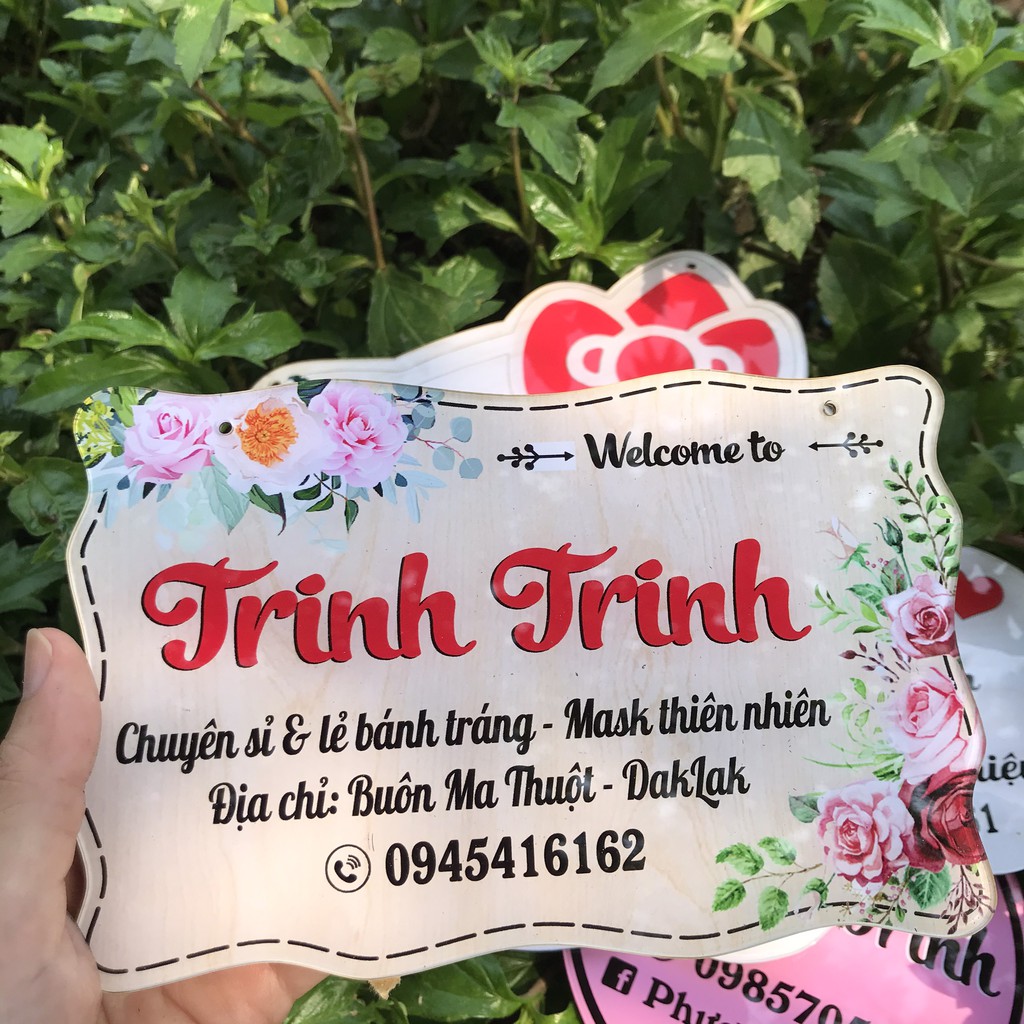 Welcome to
Trinh Trinh
Chuyên sỉ & lẻ bánh tráng - Mask thiên nhiên
Địa chỉ: Buôn Ma Thuột - DakLak
0945416162